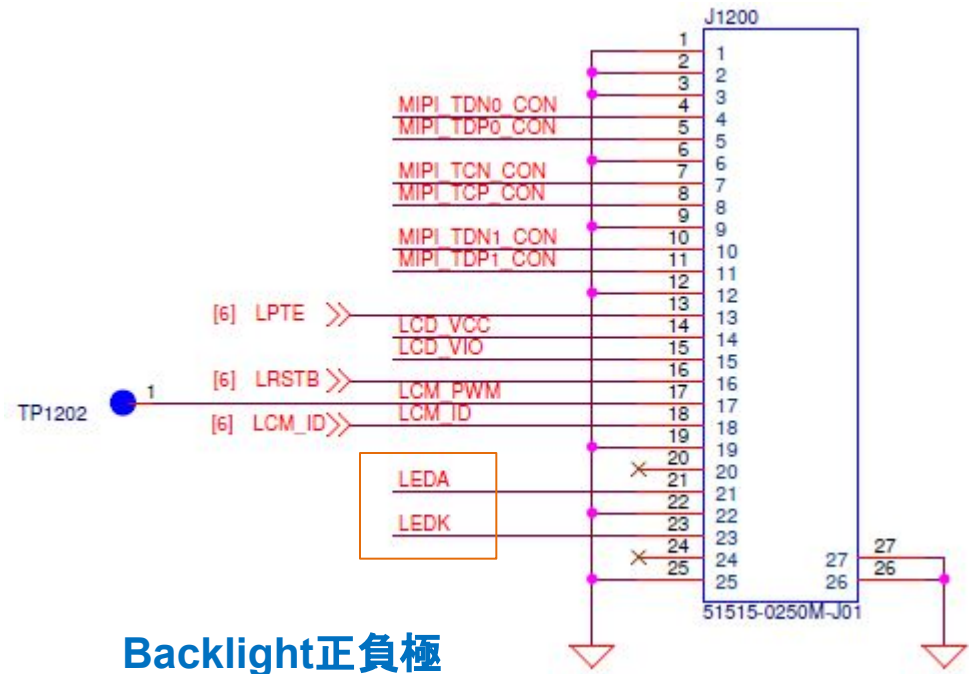 J1200
1 1
2 2
3 3
MIPI_TDN0_CON 4 4
MIPI_TDP0_CON 5 5
6 6
MIPI_TCN_CON 7 7
MIPI_TCP_CON 8 8
9 9
MIPI_TDN1_CON 10 10
MIPI_TDP1_CON 11 11
12 12
[6] LPTE 13 13
LCD_VCC 14 14
LCD_VIO 15 15
[6] LRSTB 16 16
TP1202 1 LCM_PWM 17 17
[6] LCM_ID LCM_ID 18 18
19 19
20 20
LEDA 21 21
22 22
LEDK 23 23
24 24 27 27
25 25 26 26
51515-0250M-J01
Backlight正負極